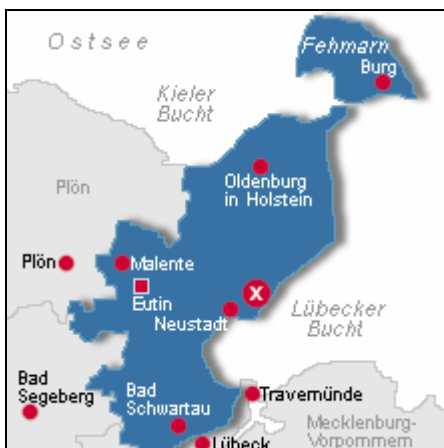 Ostsee
Fehmarn
Burg
Kieler
Bucht
Plön
Oldenburg
in Holstein
Plön
Malente
Eutin
X
Neustadt
Lübecker
Bucht
Bad
Segeberg
Bad
Schwartau
Travemünde
Mecklenburg-
Vorpommern
Lübeck